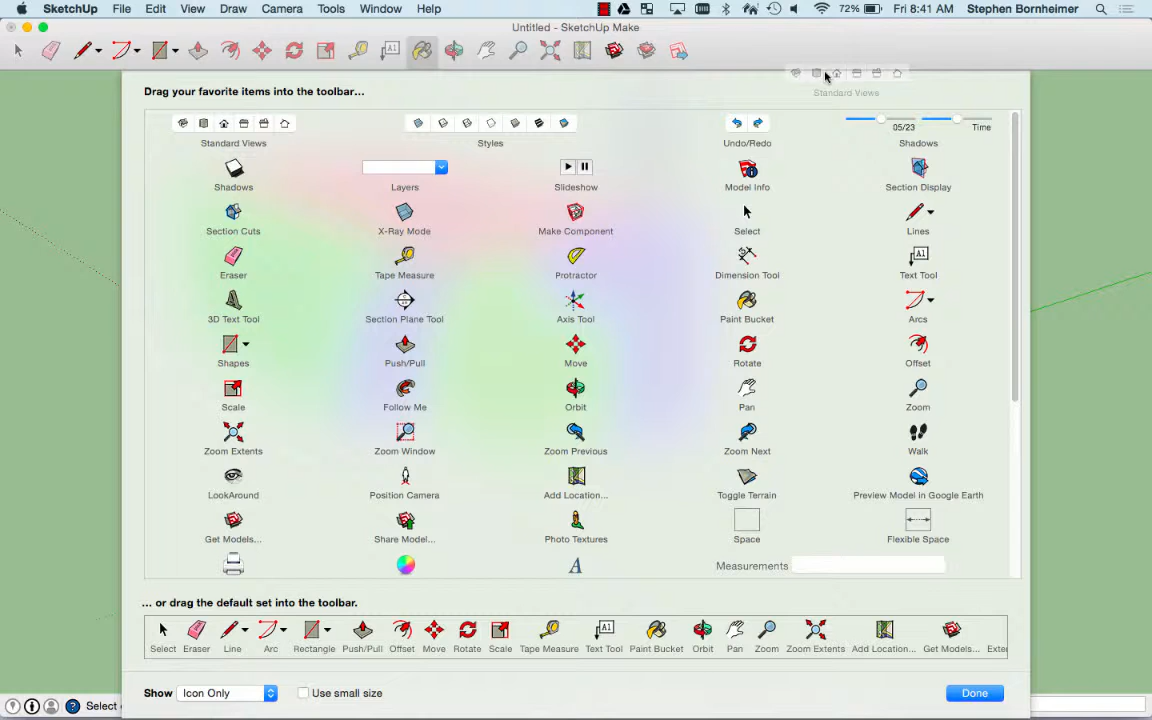 SketchUp File Edit View Draw Camera Tools Window Help 72% Fri 8:41 AM Stephen Bornheimer
Untitled - SketchUp Make
Standard Views
Drag your favorite items into the toolbar...
05/23 Time
Standard Views Styles Undo/Redo Shadows
Shadows Layers Slideshow Model Info Section Display
Section Cuts X-Ray Mode Make Component Select Lines
A1
Eraser Tape Measure Protractor Dimension Tool Text Tool
3D Text Tool Section Plane Tool Axis Tool Paint Bucket Arcs
Shapes Push/Pull Move Rotate Offset
Scale Follow Me Orbit Pan Zoom
Zoom Extents Zoom Window Zoom Previous Zoom Next Walk
LookAround Position Camera Add Location... Toggle Terrain Preview Model in Google Earth
Get Models... Share Model... Photo Textures Space Flexible Space
A Measurements
... or drag the default set into the toolbar.
A1
Select Eraser Line Arc Rectangle Push/Pull Offset Move Rotate Scale Tape Measure Text Tool Paint Bucket Orbit Pan Zoom Zoom Extents Add Location... Get Models... Exter
Show Icon Only Use small size Done
Select